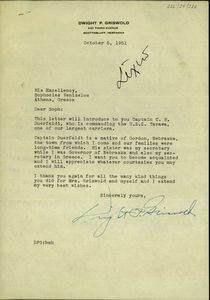 DWIGHT P. GRISWOLD
SCOTTSBLUFF, NEBRASKA
October 8, 1951
His Excellency,
Sophocles Venizelos
Athens, Greece
Dear Soph:
This letter will introduce to you Captain C. H.
Duerfeldt, who is commanding the U.S.S. Tarawa,
one of our largest carriers.
Captain Duerfeldt is a native of Gordon, Nebraska,
the town from which I come and our families were
long-time friends. His sister was my secretary
while I was Governor of Nebraska and also my sec-
retary in Greece. I want you to become acquainted
and I will appreciate whatever courtesies you may
extend him.
I thank you again for all the many kind things
you did for Mrs. Griswold and myself and I extend
my very best wishes.
Sincerely yours,
DPG:beh